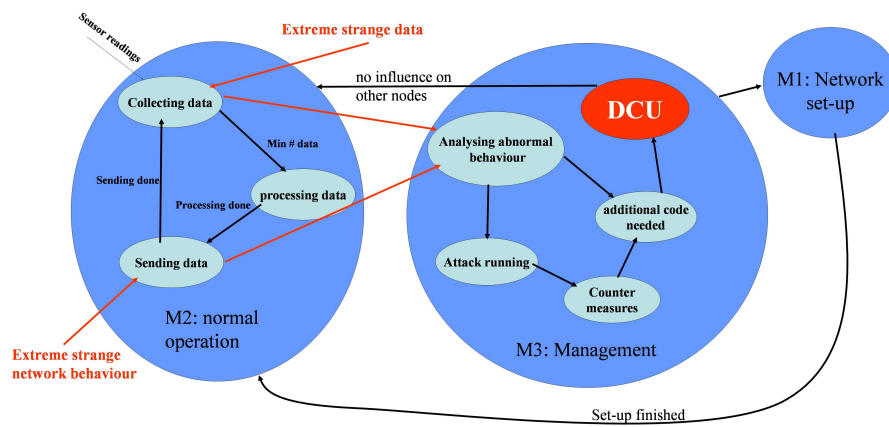 Sensor readings
Extreme strange data
no influence on
other nodes
DCU
M1: Network
set-up
Collecting data
Min # data
Analysing abnormal
behaviour
Sending done
processing data
Processing done
additional code
needed
Sending data
Attack running
Counter
measures
M2: normal
operation
M3: Management
Extreme strange
network behaviour
Set-up finished